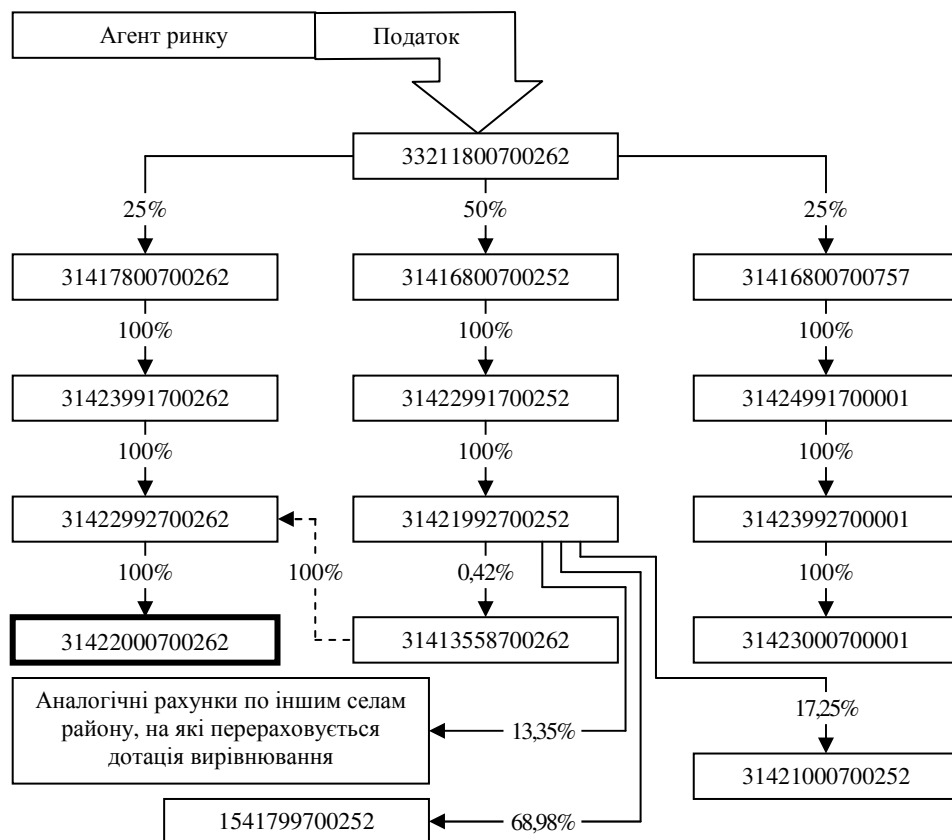 Агент ринку Податок
33211800700262
25% 50% 25%
31417800700262 31416800700252 31416800700757
100% 100% 100%
31423991700262 31422991700252 31424991700001
100% 100% 100%
31422992700262 31421992700252 31423992700001
100% 100% 0,42% 100%
31422000700262 31413558700262 31423000700001
Аналогічні рахунки по іншим селам
району, на які перераховується
дотація вирівнювання
13,35% 17,25%
31421000700252
1541799700252 68,98%